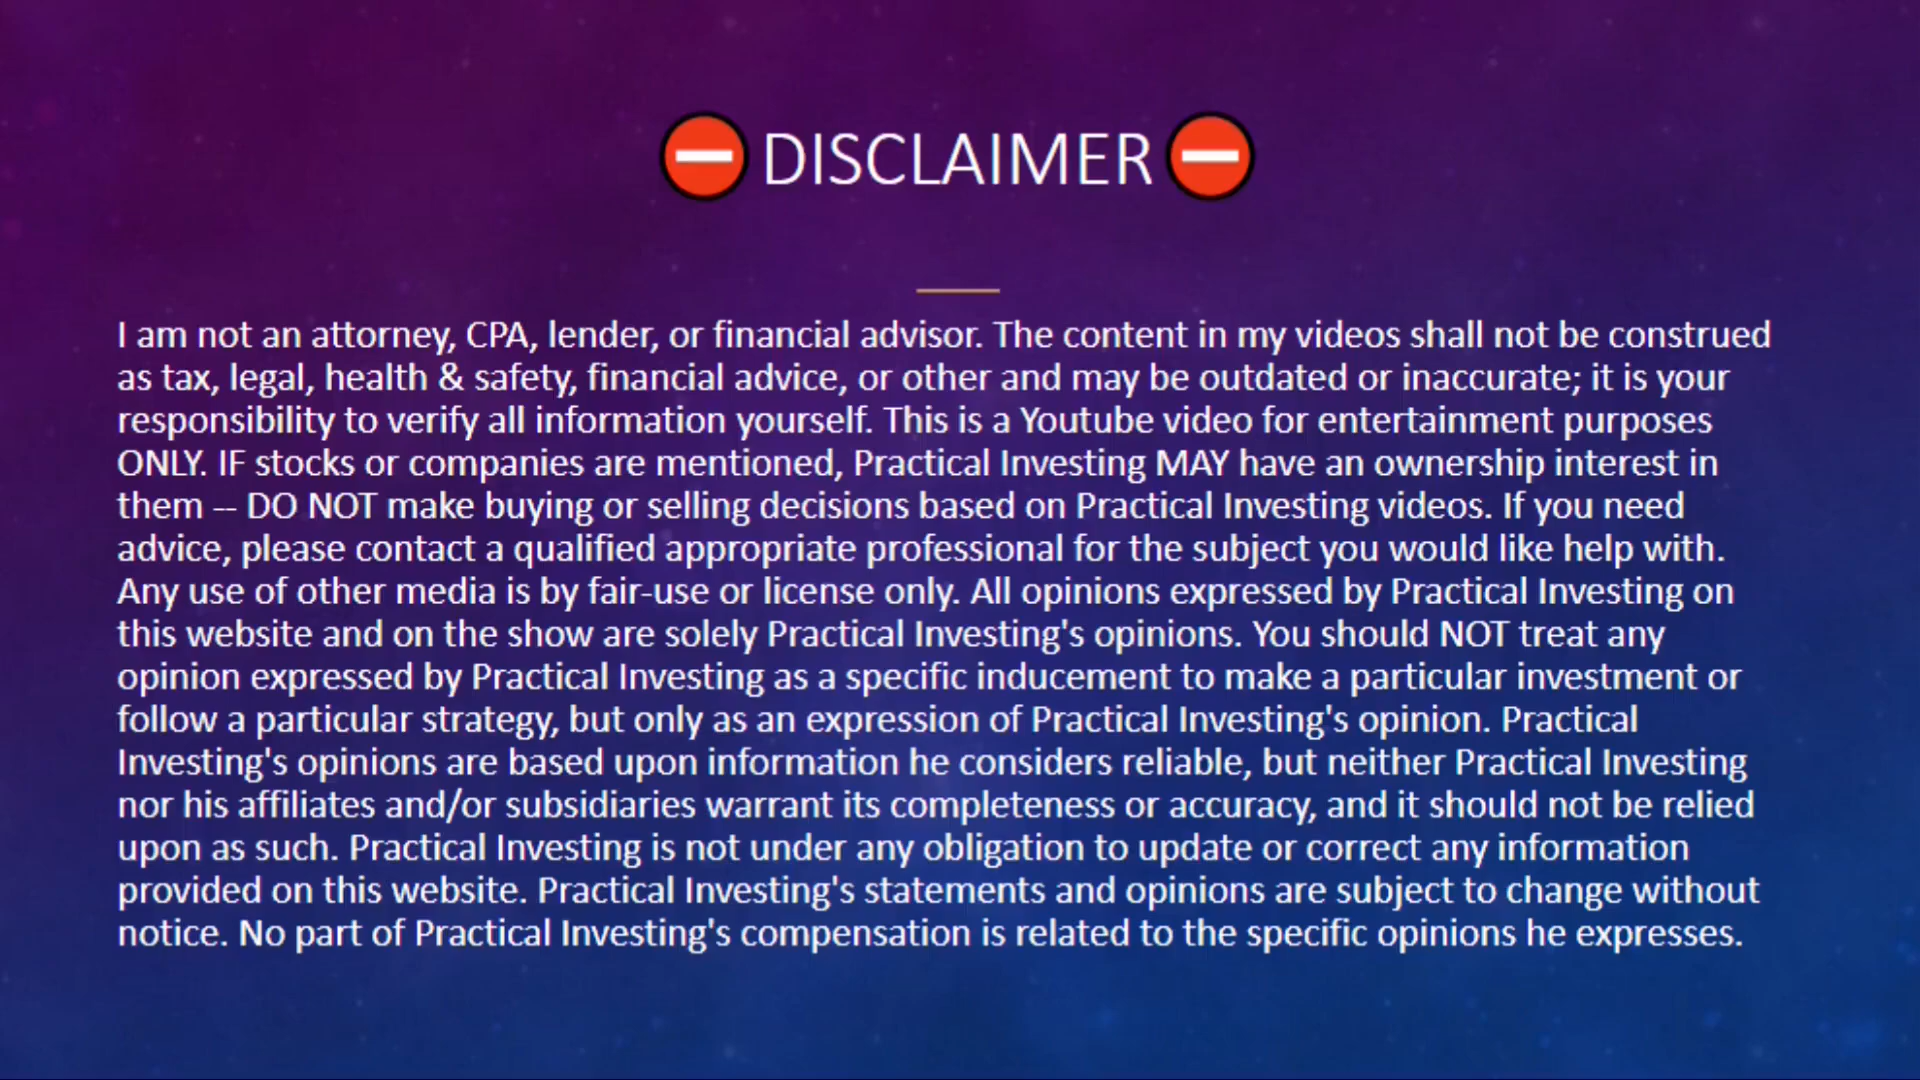 ⛔ DISCLAIMER ⛔
I am not an attorney, CPA, lender, or financial advisor. The content in my videos shall not be construed
as tax, legal, health & safety, financial advice, or other and may be outdated or inaccurate; it is your
responsibility to verify all information yourself. This is a Youtube video for entertainment purposes
ONLY. IF stocks or companies are mentioned, Practical Investing MAY have an ownership interest in
them -- DO NOT make buying or selling decisions based on Practical Investing videos. If you need
advice, please contact a qualified appropriate professional for the subject you would like help with.
Any use of other media is by fair-use or license only. All opinions expressed by Practical Investing on
this website and on the show are solely Practical Investing's opinions. You should NOT treat any
opinion expressed by Practical Investing as a specific inducement to make a particular investment or
follow a particular strategy, but only as an expression of Practical Investing's opinion. Practical
Investing's opinions are based upon information he considers reliable, but neither Practical Investing
nor his affiliates and/or subsidiaries warrant its completeness or accuracy, and it should not be relied
upon as such. Practical Investing is not under any obligation to update or correct any information
provided on this website. Practical Investing's statements and opinions are subject to change without
notice. No part of Practical Investing's compensation is related to the specific opinions he expresses.